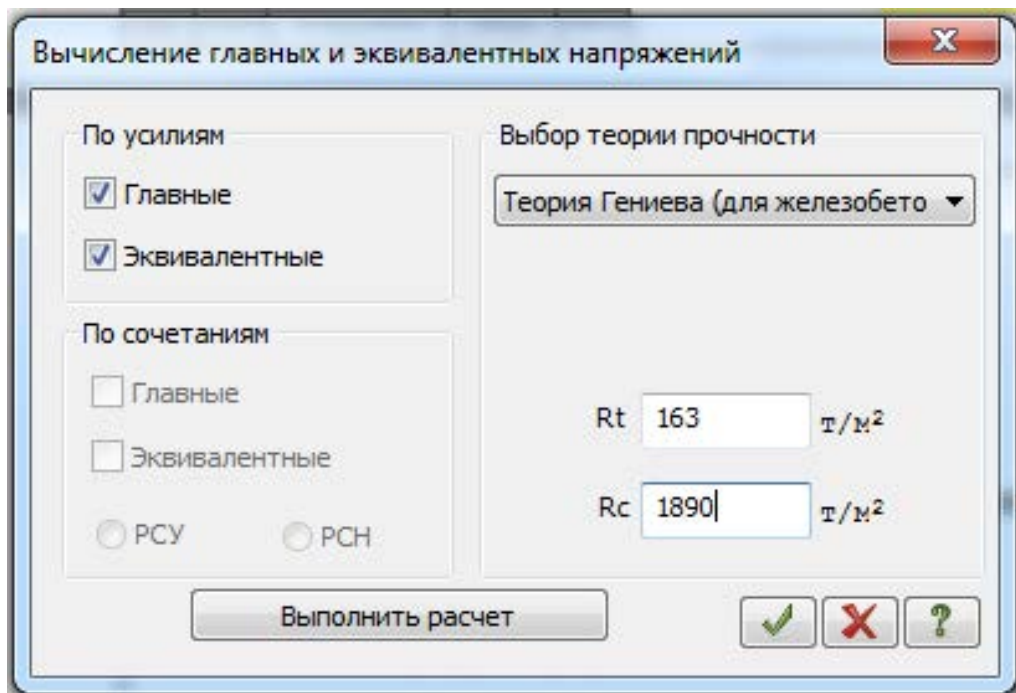 Вычисление главных и эквивалентных напряжений
По усилиям
Главные
Эквивалентные
По сочетаниям
Главные
Эквивалентные
РСУ
РСН
Выбор теории прочности
Теория Гениева (для железобето
Rt 163 т/м²
Rc 1890 т/м²
Выполнить расчет
?